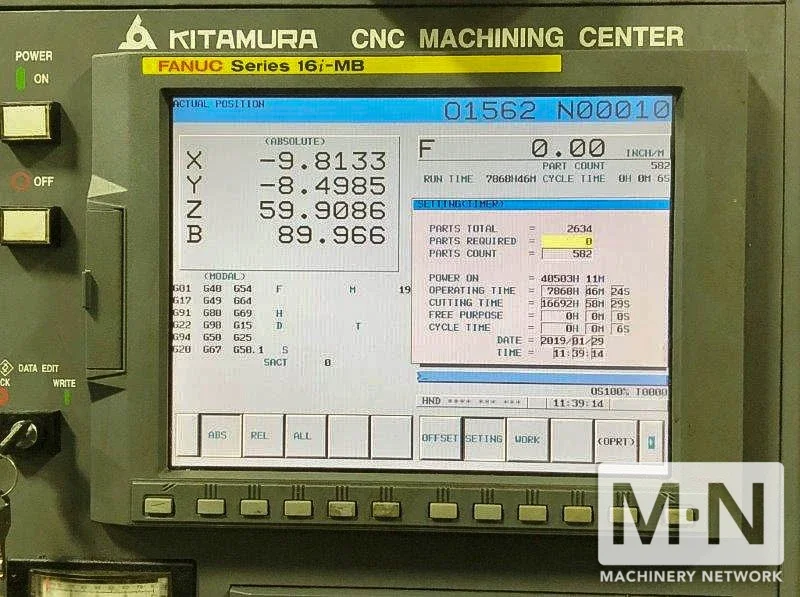 KITAMURA CNC MACHINING CENTER
FANUC Series 16i-MB
POWER
ON
OFF
DATA EDIT
WRITE
ACTUAL POSITION O1562 N00010
(ABSOLUTE)
X -9.8133
Y -8.4985
Z 59.9086
B 89.966
F 0.00 INCH/M
PART COUNT 582
RUN TIME 7868H46M CYCLE TIME 0H 0M 6S
SETTING(TIMER)
PARTS TOTAL = 2634
PARTS REQUIRED = 0
PARTS COUNT = 582
POWER ON = 40503H 11M
OPERATING TIME = 7868H 46M 24S
CUTTING TIME =16692H 58M 29S
FREE PURPOSE = 0H 0M 0S
CYCLE TIME = 0H 0M 6S
DATE = 2019/01/29
TIME = 11:39:14
(MODAL)
G01 G40 G54 F M 19
G17 G49 G64
G91 G80 G69 H
G22 G98 G15 D T
G94 G50 G25
G20 G67 G50.1 S
SACT 0
>_
OS100% T0000
HND **** *** *** 11:39:14
ABS REL ALL OFFSET SETING WORK (OPRT)
M·N
MACHINERY NETWORK